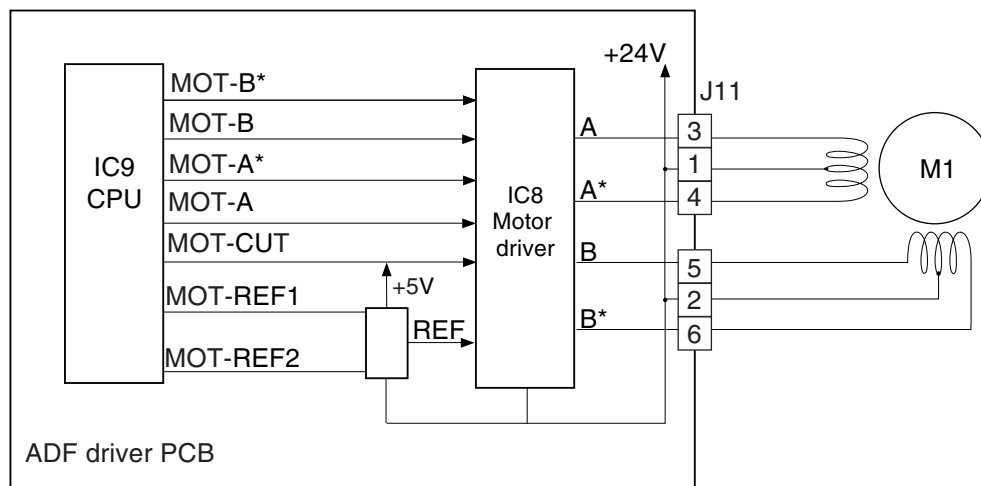 +24V
J11
MOT-B*
MOT-B
MOT-A*
MOT-A
MOT-CUT
MOT-REF1
MOT-REF2
IC9
CPU
+5V
REF
IC8
Motor
driver
A
A*
B
B*
3
1
4
5
2
6
M1
ADF driver PCB